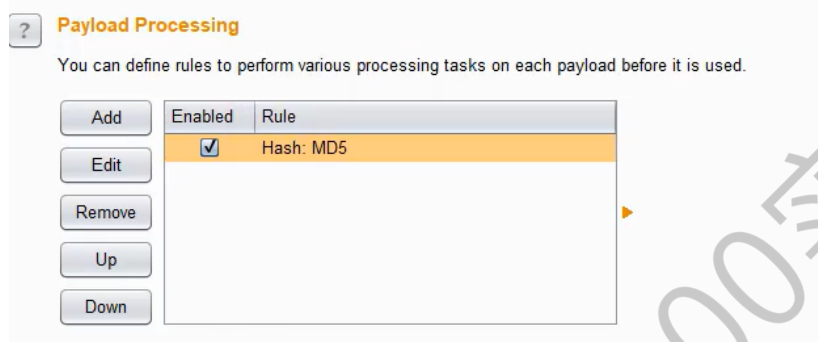 ?
Payload Processing
You can define rules to perform various processing tasks on each payload before it is used.
Add
Enabled Rule
Hash: MD5
Edit
Remove
Up
Down